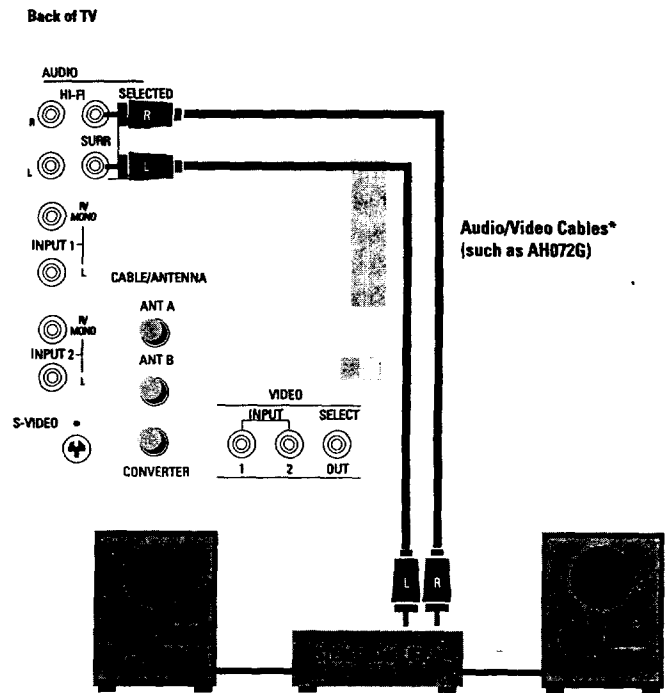 Back of TV
AUDIO
HI-FI
SELECTED
R
R
SURR
L
L
R/
MONO
INPUT 1
L
Audio/Video Cables*
(such as AH072G)
CABLE/ANTENNA
ANT A
R/
MONO
INPUT 2
L
ANT B
VIDEO
INPUT
SELECT
S-VIDEO
1
2
OUT
CONVERTER
L
R